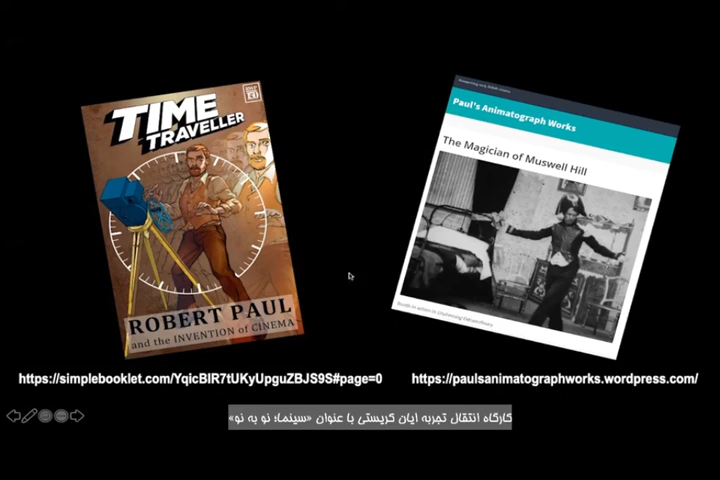 TIME
TRAVELLER
ROBERT PAUL
and the INVENTION of CINEMA
Paul's Animatograph Works
The Magician of Muswell Hill
https://simplebooklet.com/YqicBIR7tUKyUpguZBJS9S#page=0
https://paulsanimatographworks.wordpress.com/
کارگاه انتقال تجربه ایان کریستی با عنوان «سینما؛ نو به نو»